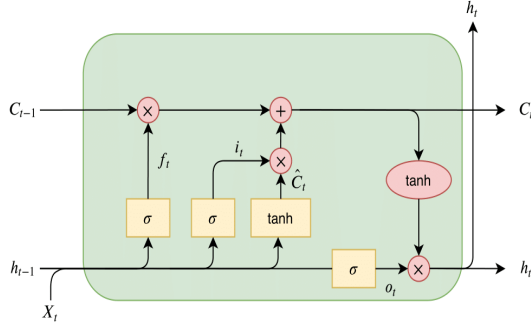 h_t
C_{t-1} × + C_t
f_t i_t × Ĉ_t tanh
σ σ tanh
h_{t-1} σ o_t × h_t
X_t